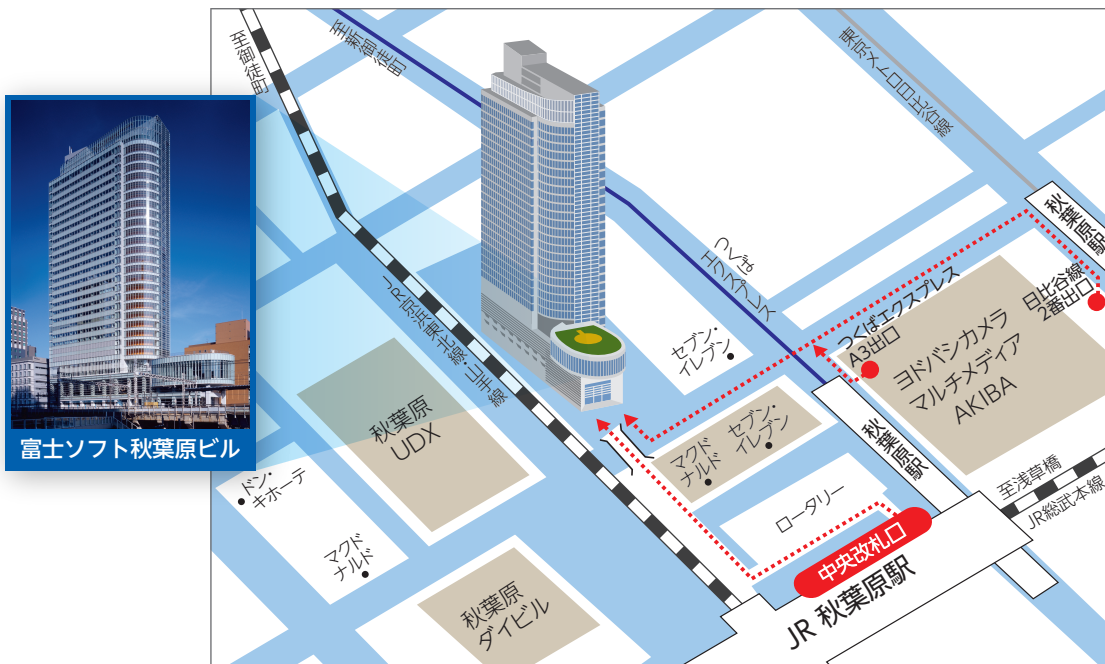 至御徒町
至新御徒町
東京メトロ日比谷線
富士ソフト秋葉原ビル
JR京浜東北線・山手線
つくば
エクスプレス
秋葉原駅
日比谷線
2番出口
つくばエクスプレス
A3出口
ヨドバシカメラ
マルチメディア
AKIBA
セブン・
イレブン
マクド
ナルド
セブン・
イレブン
秋葉原
UDX
ドン・
キホーテ
マクド
ナルド
秋葉原
ダイビル
ロータリー
秋葉原駅
至浅草橋
JR総武本線
中央改札口
JR 秋葉原駅